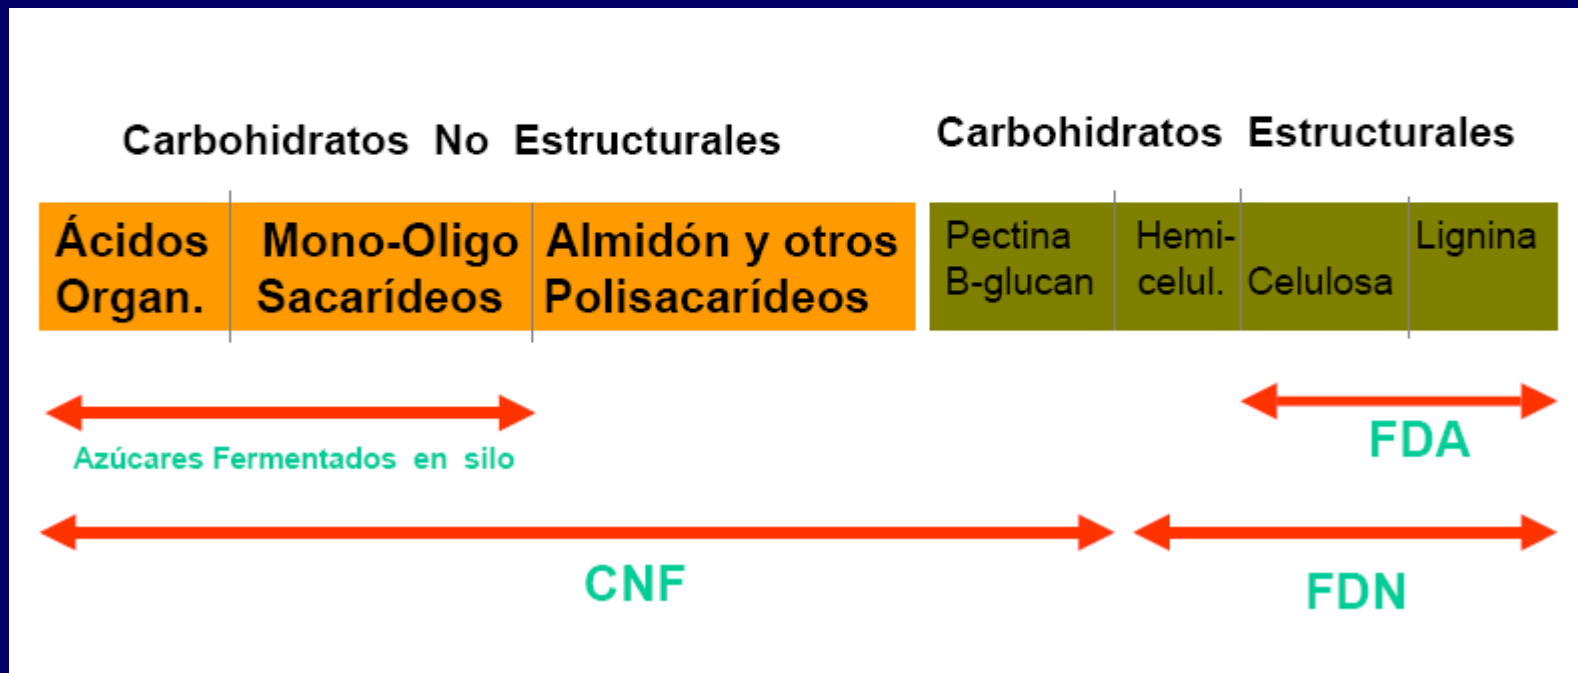 Carbohidratos No Estructurales
Carbohidratos Estructurales
Ácidos
Organ.
Mono-Oligo
Sacarídeos
Almidón y otros
Polisacarídeos
Pectina
B-glucan
Hemi-
celul.
Celulosa
Lignina
Azúcares Fermentados en silo
FDA
CNF
FDN